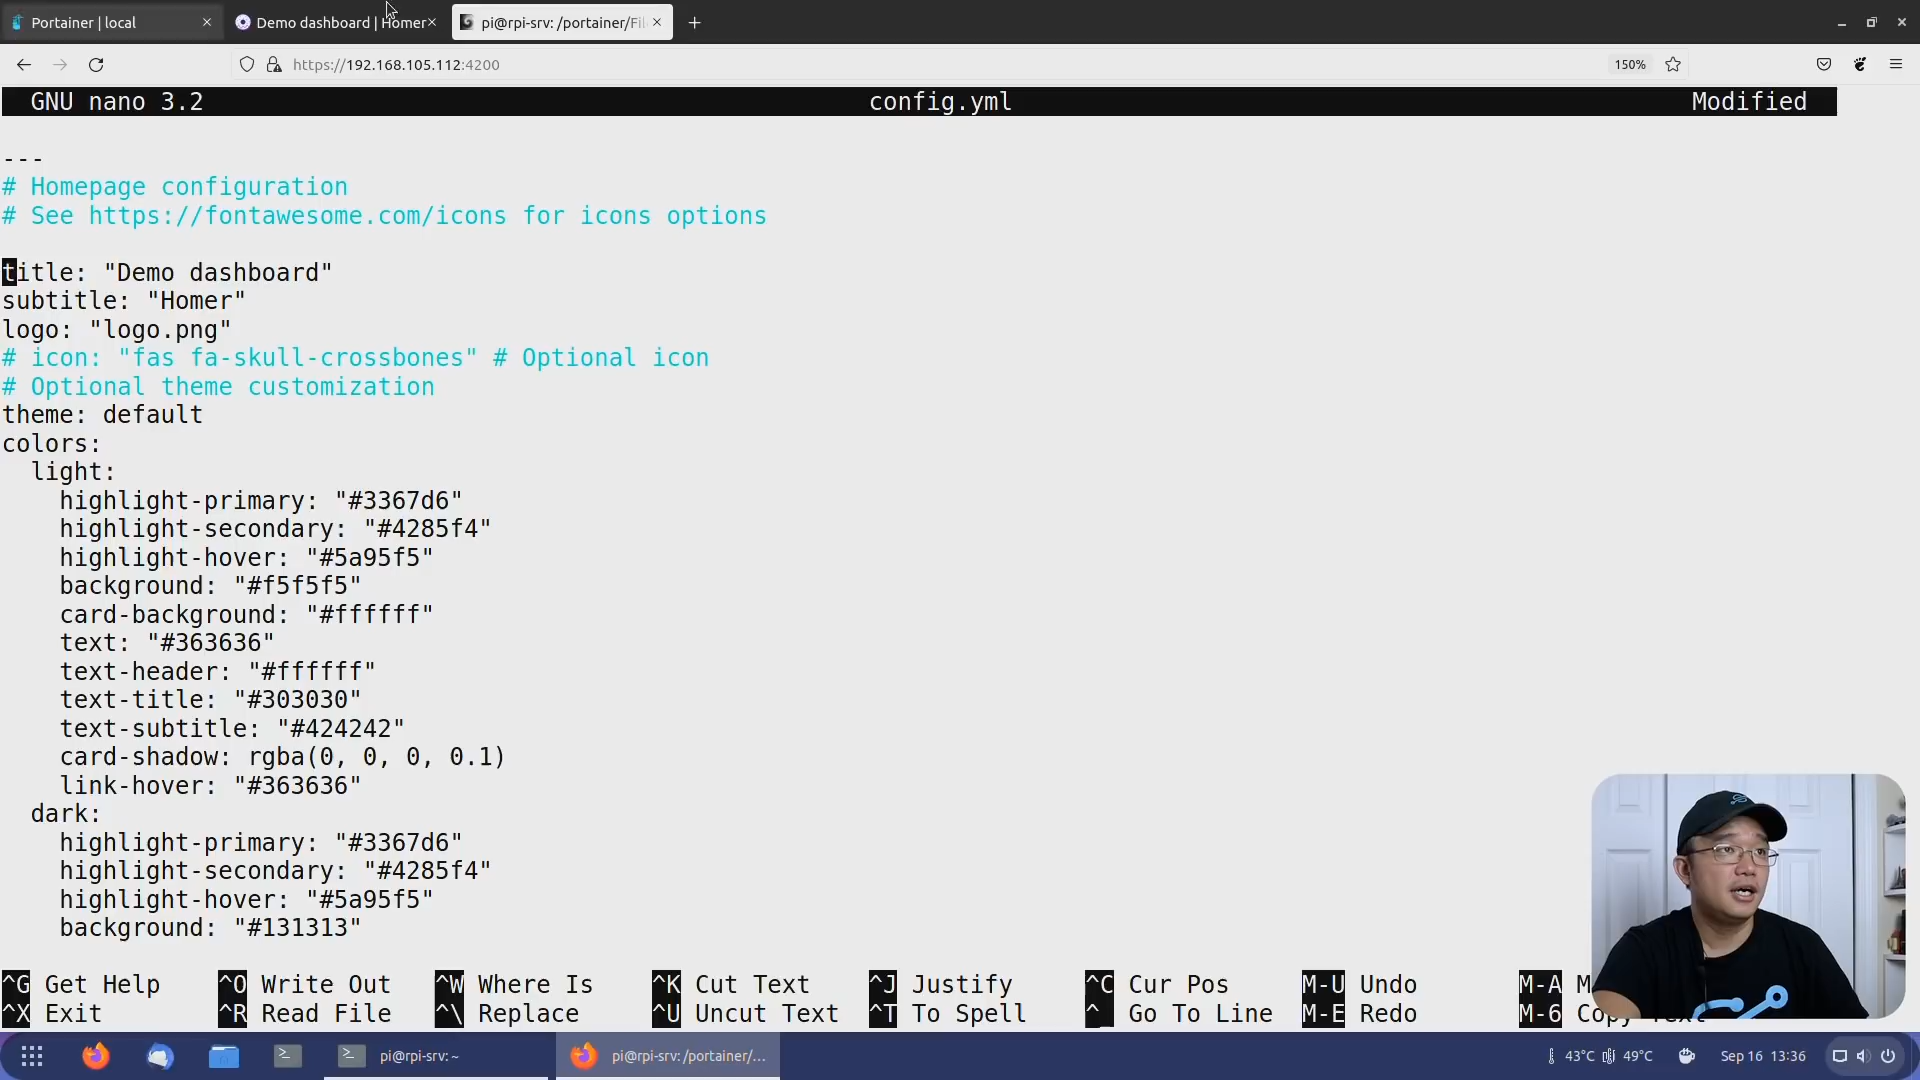 Portainer | local
Demo dashboard | Homer
pi@rpi-srv: /portainer/Fil
https://192.168.105.112:4200
150%
GNU nano 3.2 config.yml Modified
---
# Homepage configuration
# See https://fontawesome.com/icons for icons options
title: "Demo dashboard"
subtitle: "Homer"
logo: "logo.png"
# icon: "fas fa-skull-crossbones" # Optional icon
# Optional theme customization
theme: default
colors:
light:
highlight-primary: "#3367d6"
highlight-secondary: "#4285f4"
highlight-hover: "#5a95f5"
background: "#f5f5f5"
card-background: "#ffffff"
text: "#363636"
text-header: "#ffffff"
text-title: "#303030"
text-subtitle: "#424242"
card-shadow: rgba(0, 0, 0, 0.1)
link-hover: "#363636"
dark:
highlight-primary: "#3367d6"
highlight-secondary: "#4285f4"
highlight-hover: "#5a95f5"
background: "#131313"
^G Get Help ^O Write Out ^W Where Is ^K Cut Text ^J Justify ^C Cur Pos M-U Undo M-A M
^X Exit ^R Read File ^\ Replace ^U Uncut Text ^T To Spell ^_ Go To Line M-E Redo M-6 Copy Text
pi@rpi-srv: ~
pi@rpi-srv: /portainer/...
43°C 49°C Sep 16 13:36